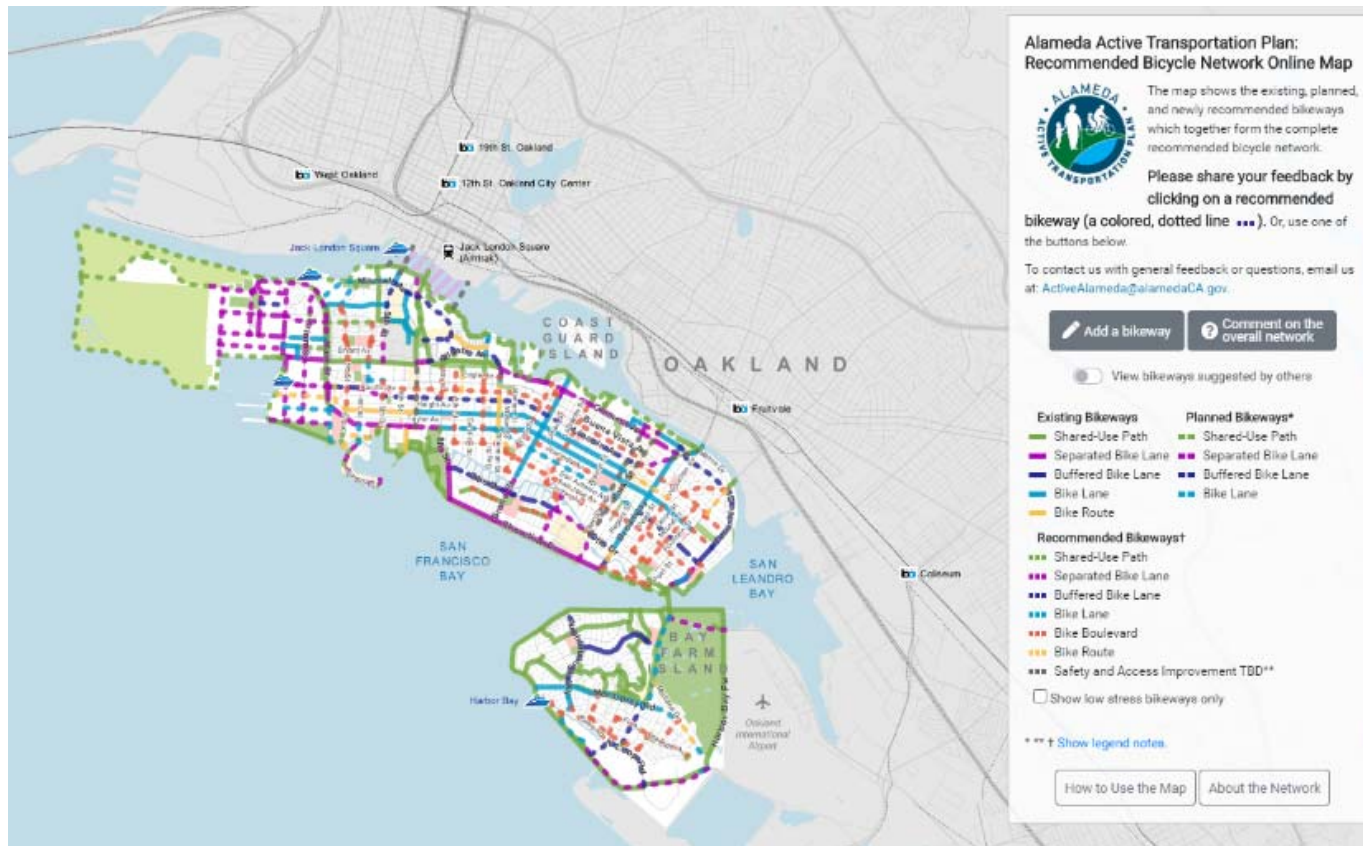 19th St. Oakland
West Oakland
12th St. Oakland City Center
Jack London Square
Jack London Square
(Amtrak)
COAST
GUARD
ISLAND
OAKLAND
Fruitvale
SAN
FRANCISCO
BAY
SAN
LEANDRO
BAY
Coliseum
BAY
FARM
ISLAND
Harbor Bay
Oakland
International
Airport
Alameda Active Transportation Plan:
Recommended Bicycle Network Online Map
ALAMEDA
ACTIVE TRANSPORTATION PLAN
The map shows the existing, planned,
and newly recommended bikeways
which together form the complete
recommended bicycle network.
Please share your feedback by
clicking on a recommended
bikeway (a colored, dotted line ). Or, use one of
the buttons below.
To contact us with general feedback or questions, email us
at: ActiveAlameda@alamedaCA.gov.
Add a bikeway
Comment on the
overall network
View bikeways suggested by others
Existing Bikeways
Shared-Use Path
Separated Bike Lane
Buffered Bike Lane
Bike Lane
Bike Route
Planned Bikeways*
Shared-Use Path
Separated Bike Lane
Buffered Bike Lane
Bike Lane
Recommended Bikeways†
Shared-Use Path
Separated Bike Lane
Buffered Bike Lane
Bike Lane
Bike Boulevard
Bike Route
Safety and Access Improvement TBD**
Show low stress bikeways only
* ** † Show legend notes.
How to Use the Map
About the Network